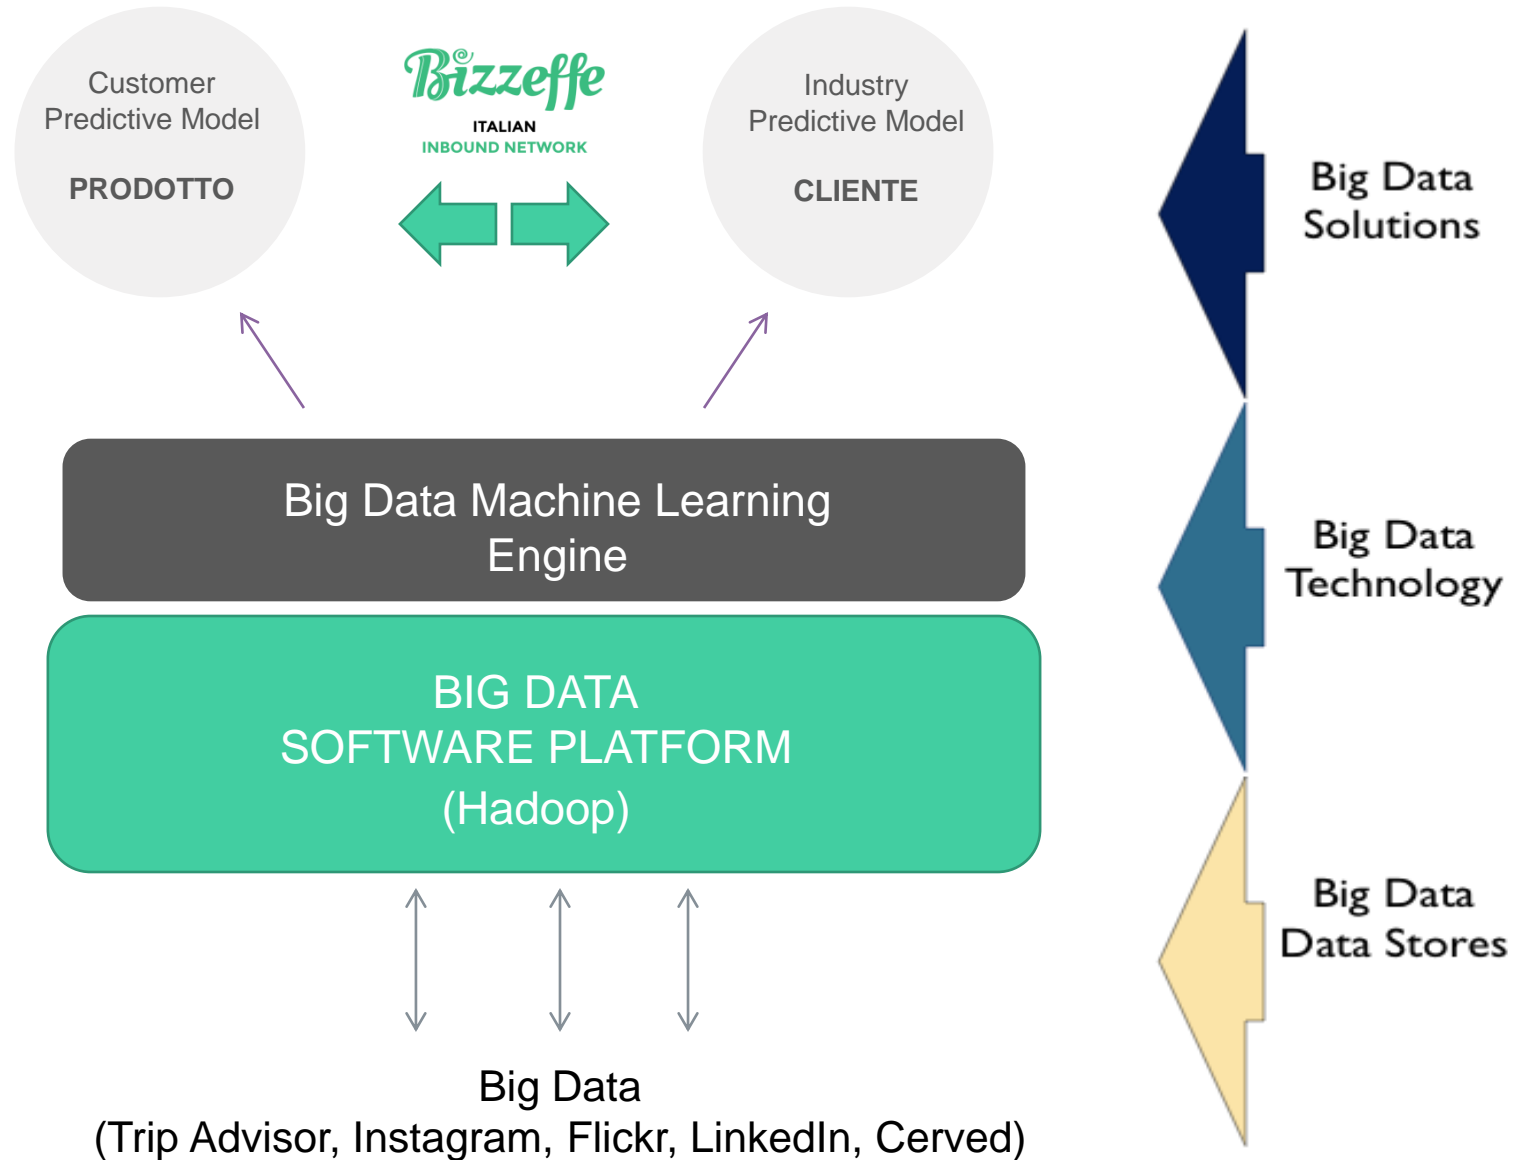 Customer
Predictive Model
PRODOTTO
Bizzeffe
ITALIAN
INBOUND NETWORK
Industry
Predictive Model
CLIENTE
Big Data
Solutions
Big Data Machine Learning
Engine
Big Data
Technology
BIG DATA
SOFTWARE PLATFORM
(Hadoop)
Big Data
Data Stores
Big Data
(Trip Advisor, Instagram, Flickr, LinkedIn, Cerved)